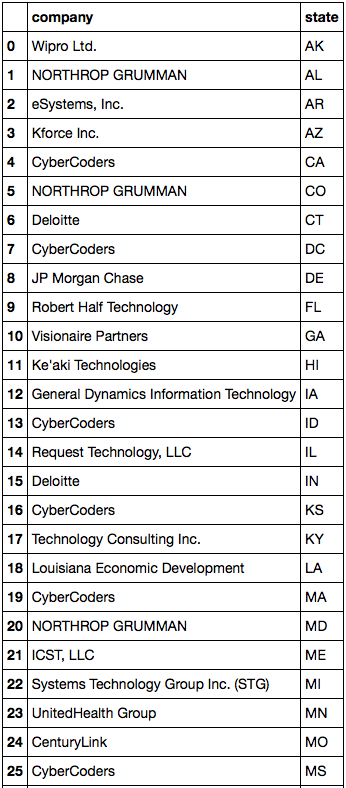 company state
0 Wipro Ltd. AK
1 NORTHROP GRUMMAN AL
2 eSystems, Inc. AR
3 Kforce Inc. AZ
4 CyberCoders CA
5 NORTHROP GRUMMAN CO
6 Deloitte CT
7 CyberCoders DC
8 JP Morgan Chase DE
9 Robert Half Technology FL
10 Visionaire Partners GA
11 Ke'aki Technologies HI
12 General Dynamics Information Technology IA
13 CyberCoders ID
14 Request Technology, LLC IL
15 Deloitte IN
16 CyberCoders KS
17 Technology Consulting Inc. KY
18 Louisiana Economic Development LA
19 CyberCoders MA
20 NORTHROP GRUMMAN MD
21 ICST, LLC ME
22 Systems Technology Group Inc. (STG) MI
23 UnitedHealth Group MN
24 CenturyLink MO
25 CyberCoders MS